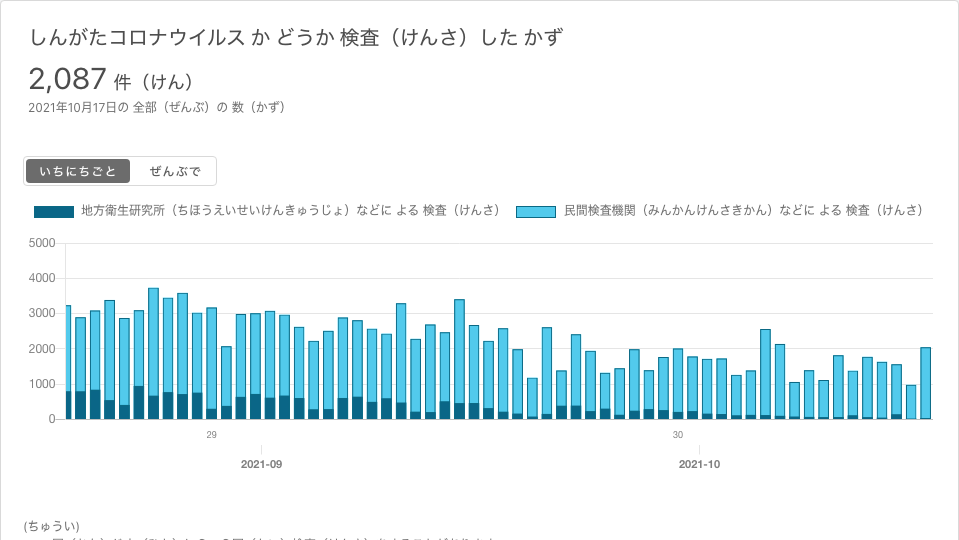 しんがたコロナウイルス か どうか 検査（けんさ）した かず
2,087 件（けん）
2021年10月17日の 全部（ぜんぶ）の 数（かず）
いちにちごと ぜんぶで
地方衛生研究所（ちほうえいせいけんきゅうじょ）などに よる 検査（けんさ） 民間検査機関（みんかんけんさきかん）などに よる 検査（けんさ）
5000
4000
3000
2000
1000
0
29 30
2021-09 2021-10
(ちゅうい)